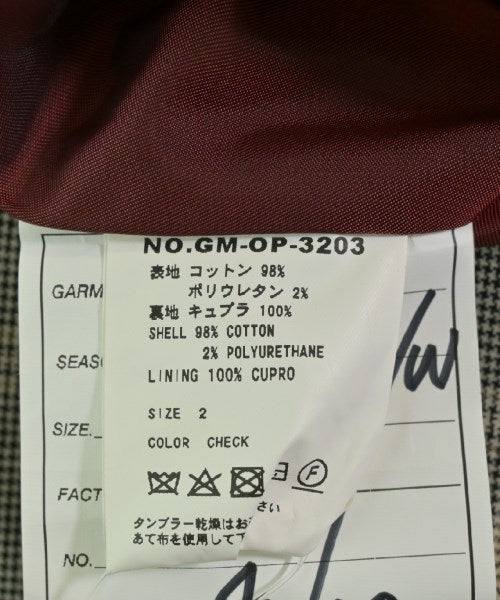 NO.GM-OP-3203
表地 コットン 98%
ポリウレタン 2%
裏地 キュプラ 100%
SHELL 98% COTTON
2% POLYURETHANE
LINING 100% CUPRO
SIZE 2
COLOR CHECK
F
さい
タンブラー乾燥はお
あて布を使用して下
GARM
SEAS
/W
SIZE.
FACT
NO.